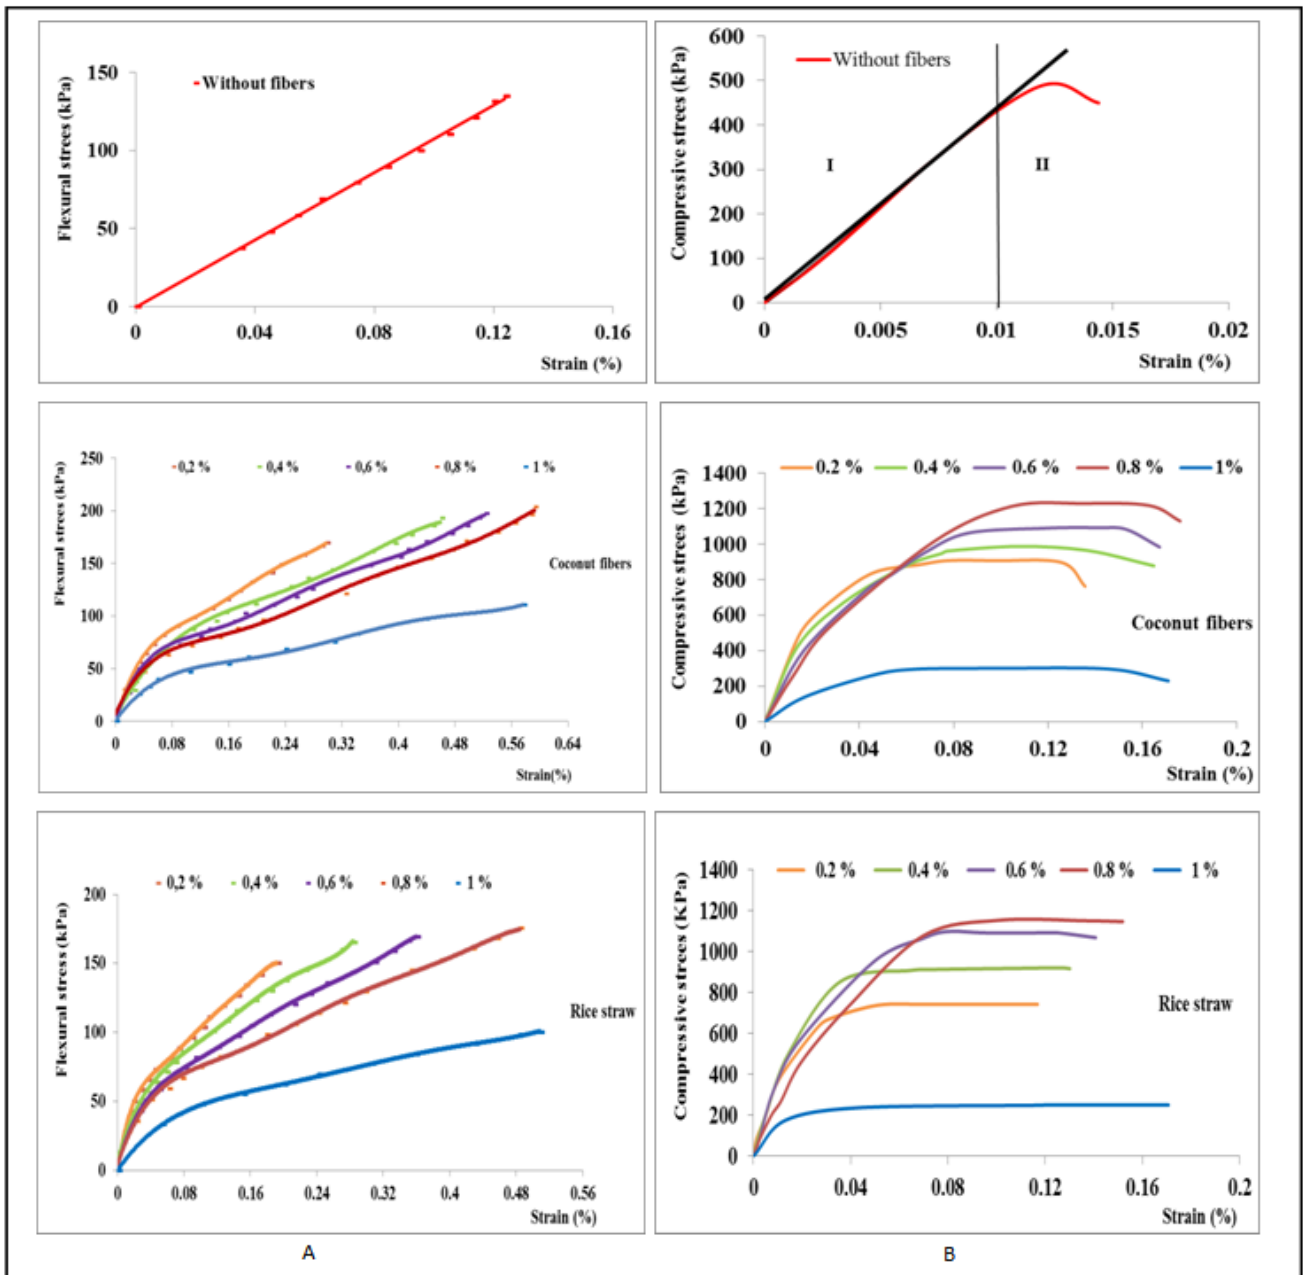 Without fibers
Flexural strees (kPa)
150
100
50
0
0 0.04 0.08 0.12 0.16
Strain (%)
Without fibers
Compressive strees (kPa)
600
500
400
300
200
100
0
I
II
0 0.005 0.01 0.015 0.02
Strain (%)
0,2 % 0,4 % 0,6 % 0,8 % 1 %
Flexural strees (kPa)
250
200
150
100
50
0
Coconut fibers
0 0.08 0.16 0.24 0.32 0.4 0.48 0.56 0.64
Strain(%)
0.2 % 0.4 % 0.6 % 0.8 % 1%
Compressive strees (kPa)
1400
1200
1000
800
600
400
200
0
Coconut fibers
0 0.04 0.08 0.12 0.16 0.2
Strain (%)
0,2 % 0,4 % 0,6 % 0,8 % 1 %
Flexural stress (kPa)
200
150
100
50
0
Rice straw
0 0.08 0.16 0.24 0.32 0.4 0.48 0.56
Strain (%)
0.2 % 0.4 % 0.6 % 0.8 % 1 %
Compressive strees (KPa)
1400
1200
1000
800
600
400
200
0
Rice straw
0 0.04 0.08 0.12 0.16 0.2
Strain (%)
A
B